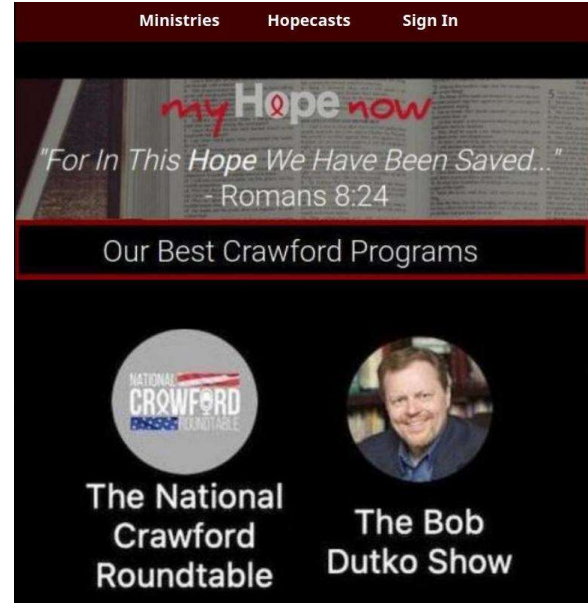 Ministries Hopecasts Sign In
my Hope now
"For In This Hope We Have Been Saved..."
- Romans 8:24
Our Best Crawford Programs
NATIONAL
CRAWFORD
ROUNDTABLE
The National
Crawford
Roundtable
The Bob
Dutko Show